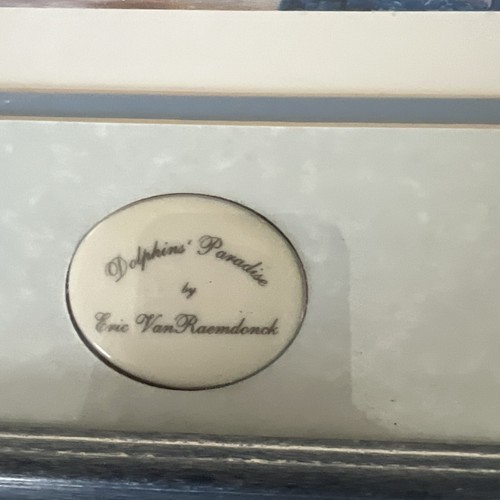 Dolphins' Paradise
by
Eric VanRaemdonck